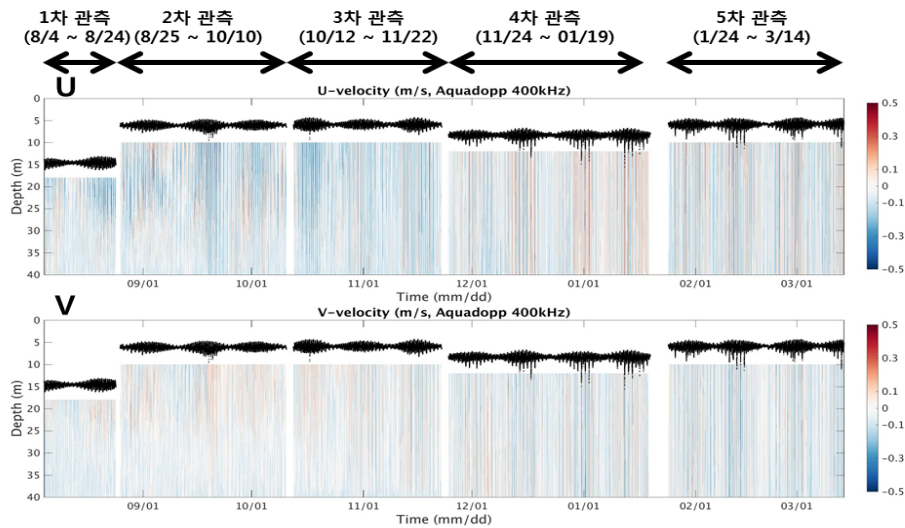 1차 관측 2차 관측 3차 관측 4차 관측 5차 관측
(8/4 ~ 8/24) (8/25 ~ 10/10) (10/12 ~ 11/22) (11/24 ~ 01/19) (1/24 ~ 3/14)
U
U-velocity (m/s, Aquadopp 400kHz)
Depth (m)
0
5
10
15
20
25
30
35
40
09/01 10/01 11/01 12/01 01/01 02/01 03/01
Time (mm/dd)
0.5
0.3
0.1
0
-0.1
-0.3
-0.5
V
V-velocity (m/s, Aquadopp 400kHz)
Depth (m)
0
5
10
15
20
25
30
35
40
09/01 10/01 11/01 12/01 01/01 02/01 03/01
Time (mm/dd)
0.5
0.3
0.1
0
-0.1
-0.3
-0.5